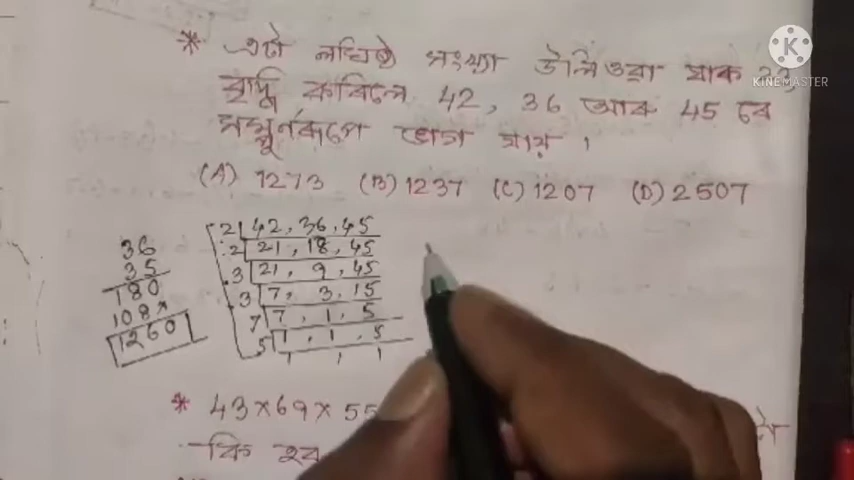 * এটা লঘিষ্ঠ সংখ্যা উলিওৱা যাক 23
বৃদ্ধি কৰিলে 42, 36 আৰু 45 ৰে
সম্পূৰ্ণৰূপে ভাগ যায় ।
(A) 1273 (B) 1237 (C) 1207 (D) 2507
2 42, 36, 45
2 21, 18, 45
3 21, 9, 45
3 7, 3, 15
7 7, 1, 5
5 1, 1, 5
1, 1, 1
36
35
180
108×
1260
* 43×69×55
কি হব
K
KINEMASTER